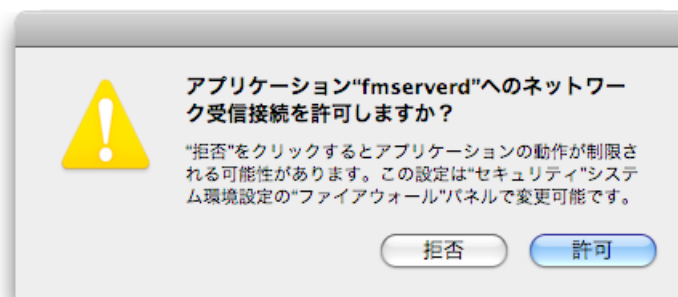 アプリケーション“fmserverd”へのネットワー
ク受信接続を許可しますか？
“拒否”をクリックするとアプリケーションの動作が制限さ
れる可能性があります。この設定は“セキュリティ”システ
ム環境設定の“ファイアウォール”パネルで変更可能です。
拒否
許可